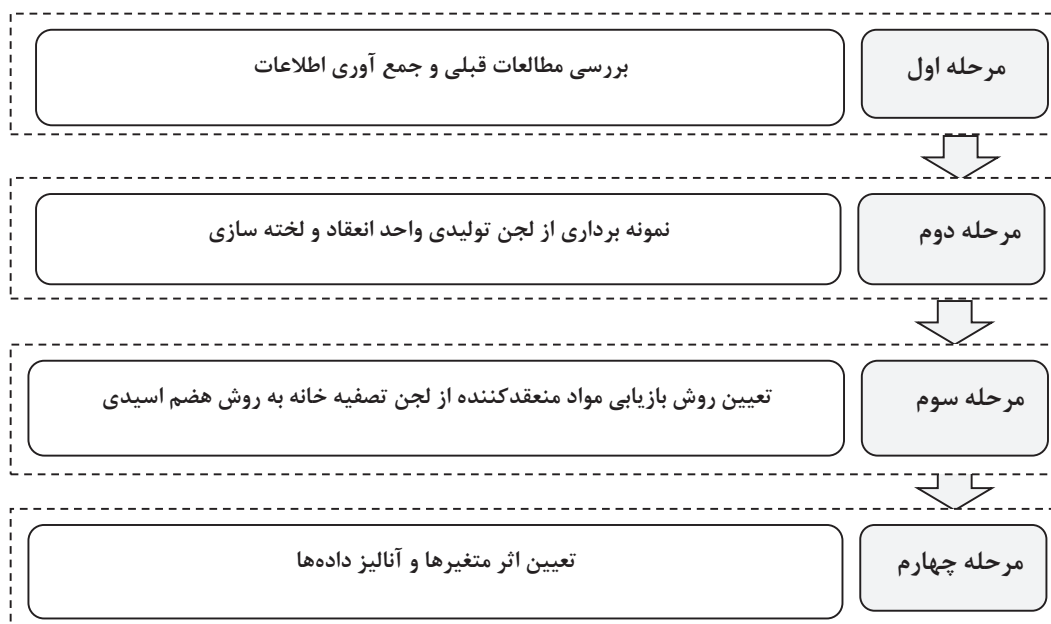 مرحله اول
بررسی مطالعات قبلی و جمع آوری اطلاعات
مرحله دوم
نمونه برداری از لجن تولیدی واحد انعقاد و لخته سازی
مرحله سوم
تعیین روش بازیابی مواد منعقدکننده از لجن تصفیه خانه به روش هضم اسیدی
مرحله چهارم
تعیین اثر متغیرها و آنالیز داده‌ها